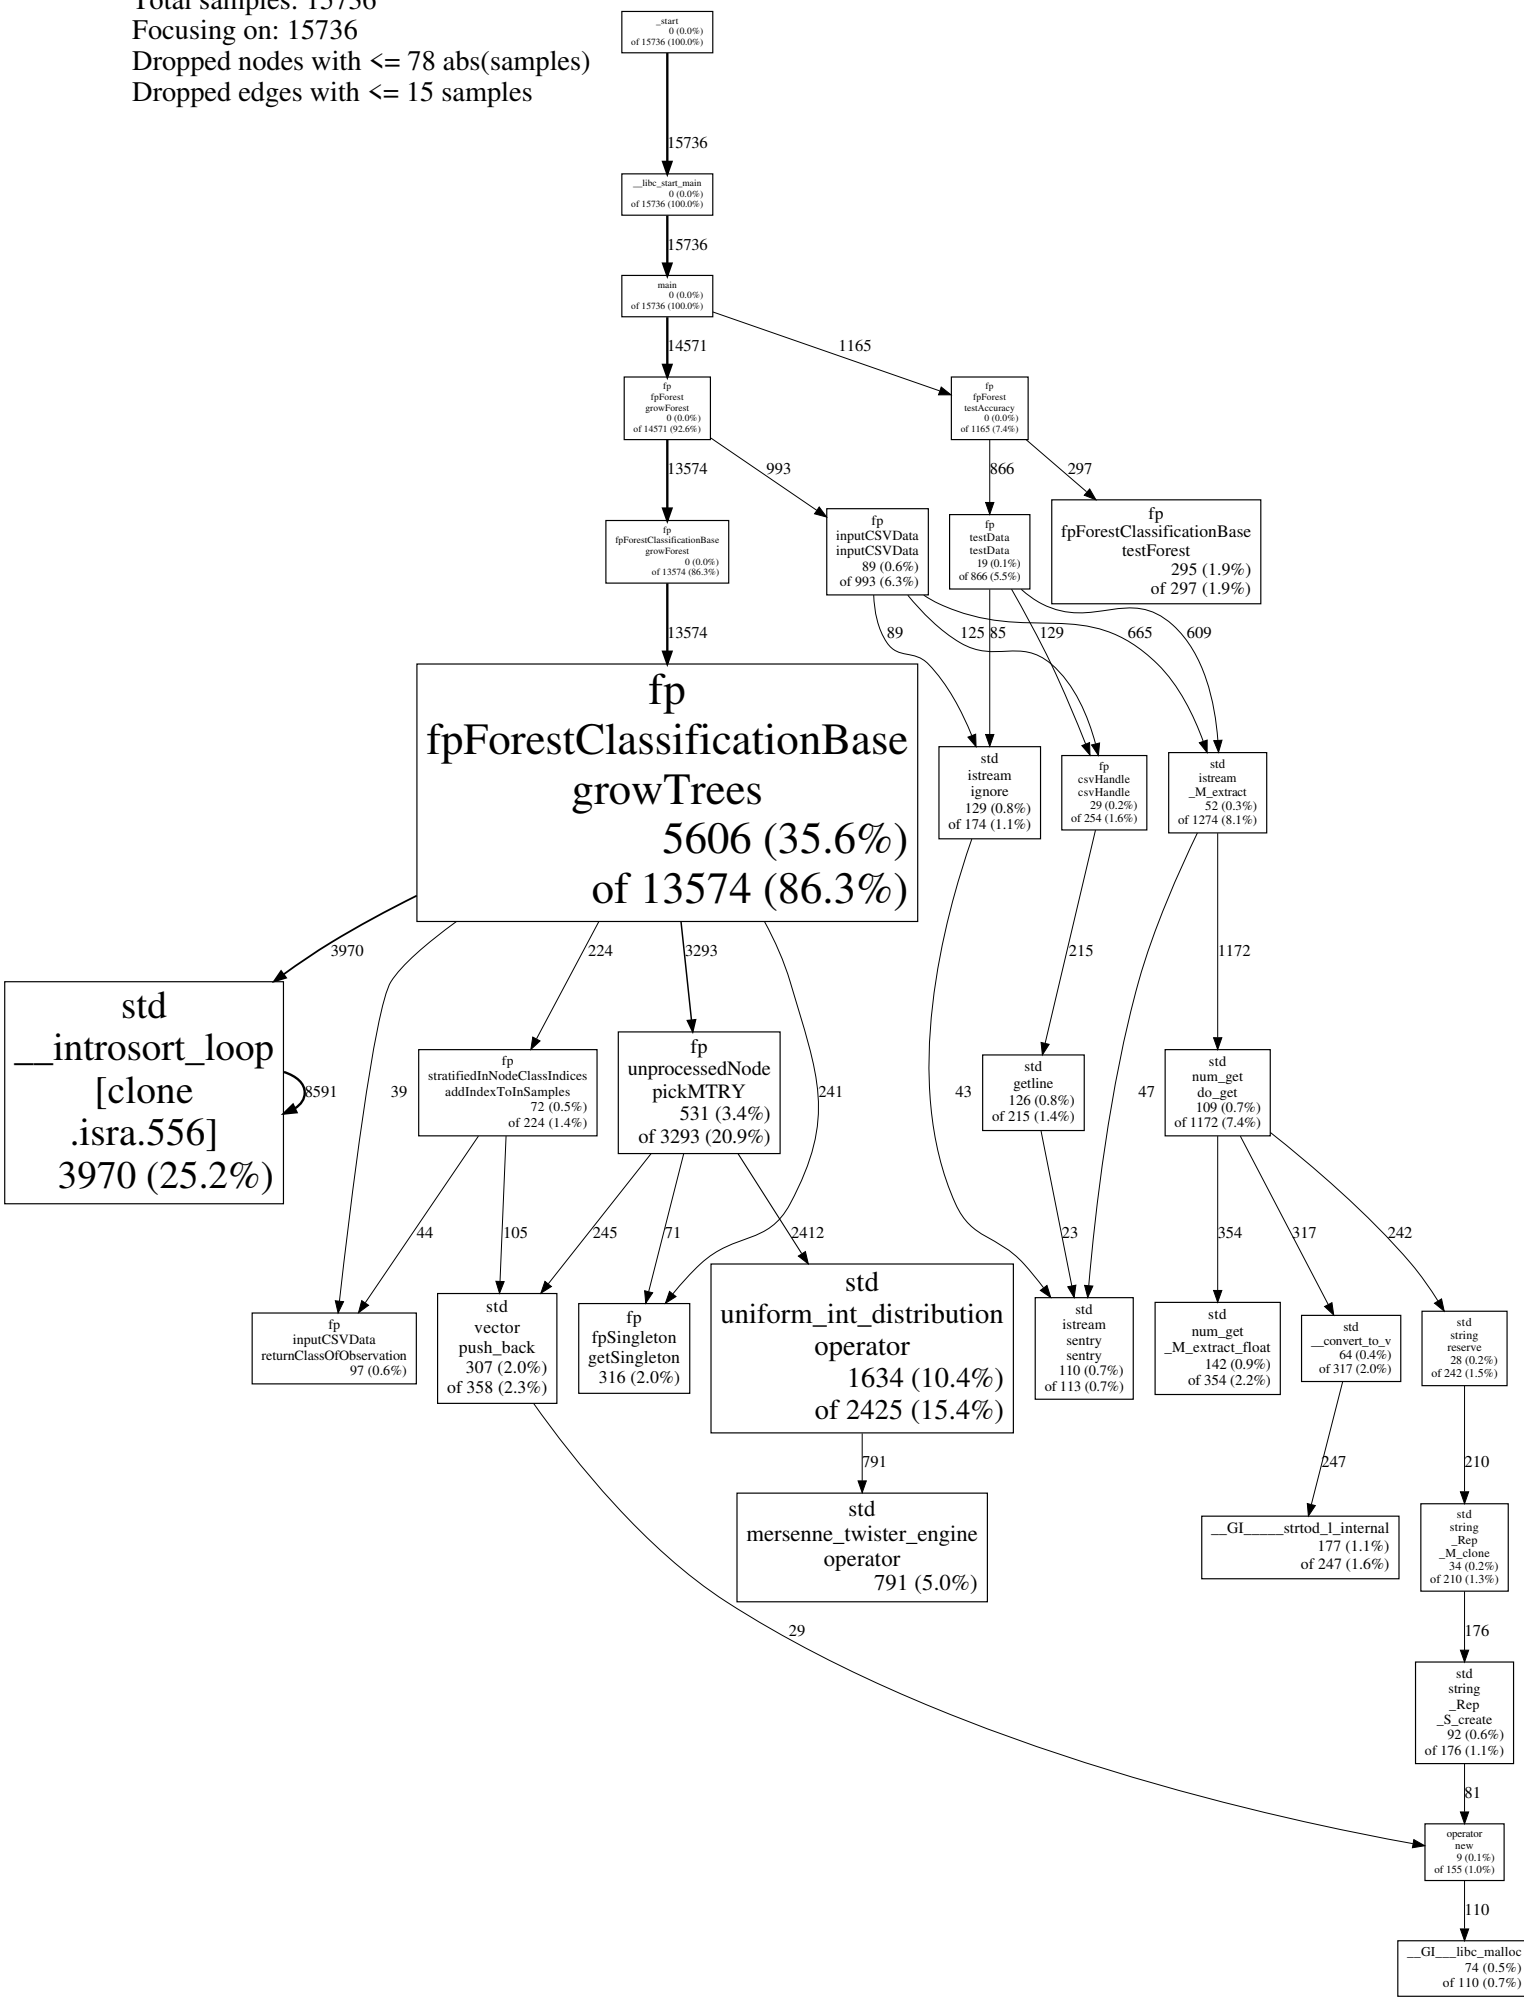 Total samples: 15736
Focusing on: 15736
Dropped nodes with <= 78 abs(samples)
Dropped edges with <= 15 samples
_start
0 (0.0%)
of 15736 (100.0%)
15736
__libc_start_main
0 (0.0%)
of 15736 (100.0%)
15736
main
0 (0.0%)
of 15736 (100.0%)
14571
1165
fp
fpForest
growForest
0 (0.0%)
of 14571 (92.6%)
fp
fpForest
testAccuracy
0 (0.0%)
of 1165 (7.4%)
13574
993
866
297
fp
fpForestClassificationBase
growForest
0 (0.0%)
of 13574 (86.3%)
fp
inputCSVData
inputCSVData
89 (0.6%)
of 993 (6.3%)
fp
testData
testData
19 (0.1%)
of 866 (5.5%)
fp
fpForestClassificationBase
testForest
295 (1.9%)
of 297 (1.9%)
13574
89
125
85
129
665
609
fp
fpForestClassificationBase
growTrees
5606 (35.6%)
of 13574 (86.3%)
std
istream
ignore
129 (0.8%)
of 174 (1.1%)
fp
csvHandle
csvHandle
29 (0.2%)
of 254 (1.6%)
std
istream
_M_extract
52 (0.3%)
of 1274 (8.1%)
3970
224
3293
215
1172
std
__introsort_loop
[clone
.isra.556]
3970 (25.2%)
8591
39
fp
stratifiedInNodeClassIndices
addIndexToInSamples
72 (0.5%)
of 224 (1.4%)
fp
unprocessedNode
pickMTRY
531 (3.4%)
of 3293 (20.9%)
241
43
std
getline
126 (0.8%)
of 215 (1.4%)
47
std
num_get
do_get
109 (0.7%)
of 1172 (7.4%)
44
105
245
71
2412
23
354
317
242
fp
inputCSVData
returnClassOfObservation
97 (0.6%)
std
vector
push_back
307 (2.0%)
of 358 (2.3%)
fp
fpSingleton
getSingleton
316 (2.0%)
std
uniform_int_distribution
operator
1634 (10.4%)
of 2425 (15.4%)
std
istream
sentry
sentry
110 (0.7%)
of 113 (0.7%)
std
num_get
_M_extract_float
142 (0.9%)
of 354 (2.2%)
std
__convert_to_v
64 (0.4%)
of 317 (2.0%)
std
string
reserve
28 (0.2%)
of 242 (1.5%)
791
247
210
std
mersenne_twister_engine
operator
791 (5.0%)
__GI_____strtod_l_internal
177 (1.1%)
of 247 (1.6%)
std
string
_Rep
_M_clone
34 (0.2%)
of 210 (1.3%)
29
176
std
string
_Rep
_S_create
92 (0.6%)
of 176 (1.1%)
81
operator
new
9 (0.1%)
of 155 (1.0%)
110
__GI___libc_malloc
74 (0.5%)
of 110 (0.7%)